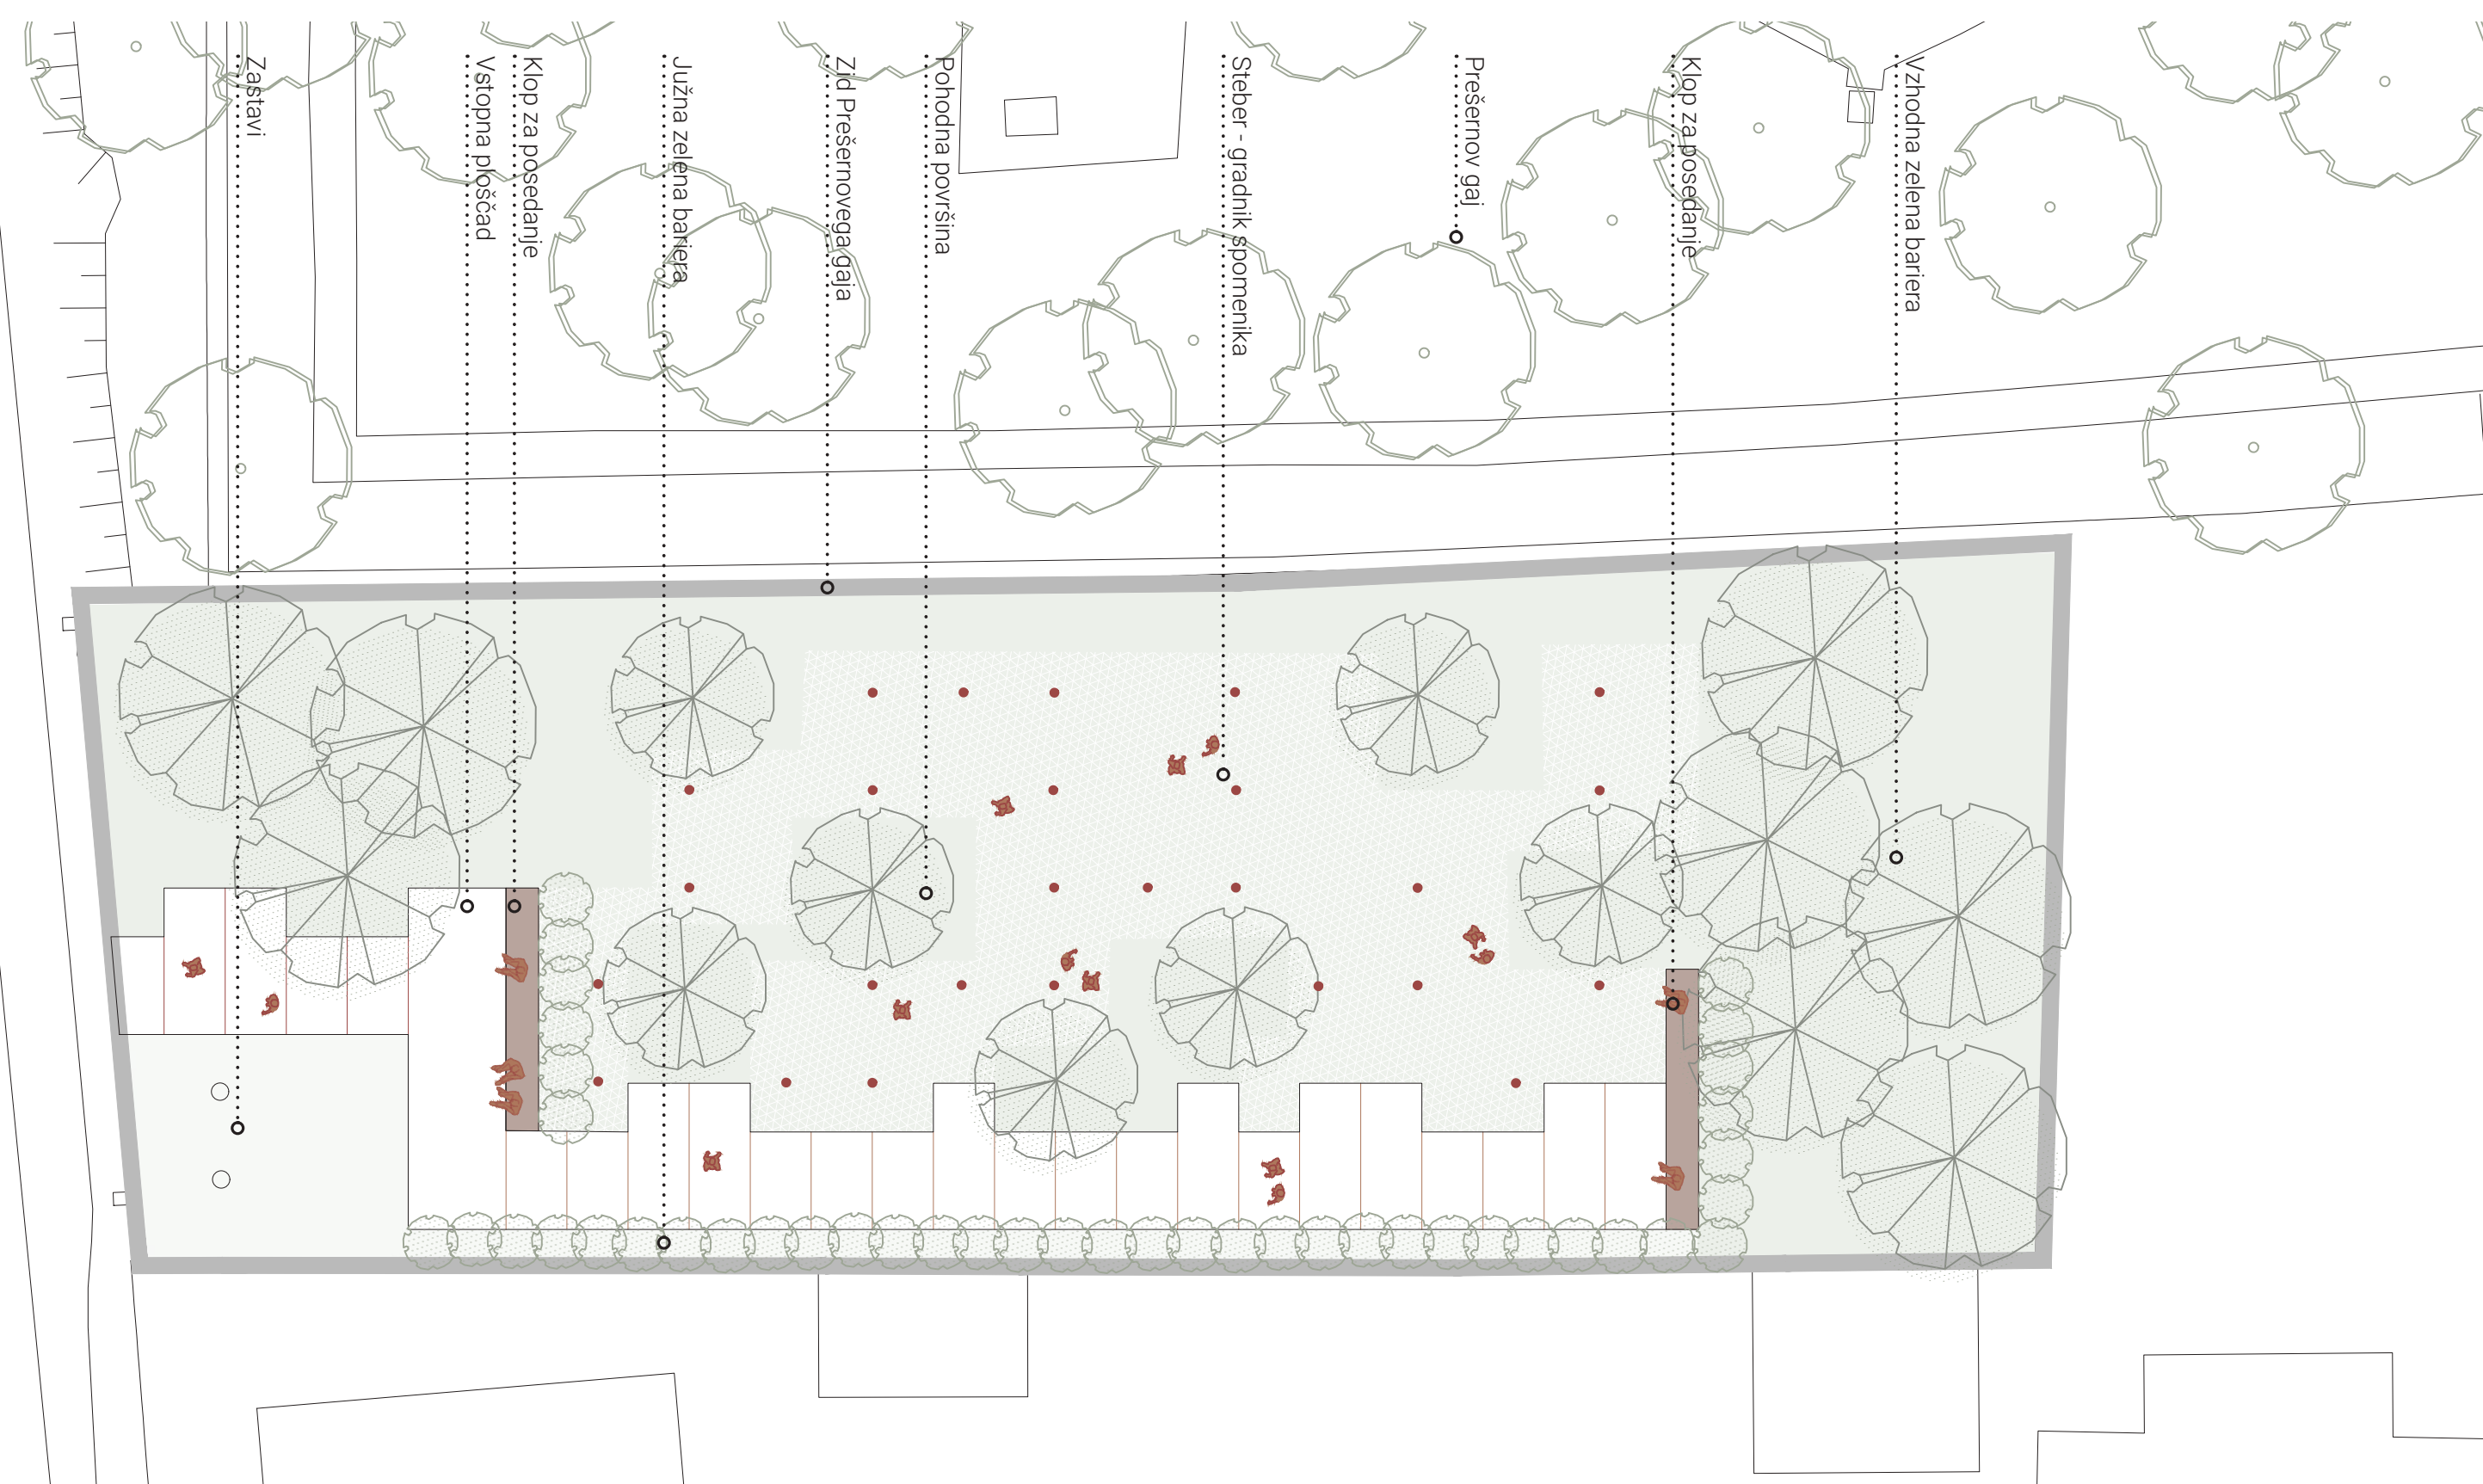 Zastavi
Vstopna ploščad
Klop za posedanje
Južna zelena bariera
Zid Prešernovega gaja
Pohodna površina
Steber - gradnik spomenika
Prešernov gaj
Klop za posedanje
Vzhodna zelena bariera